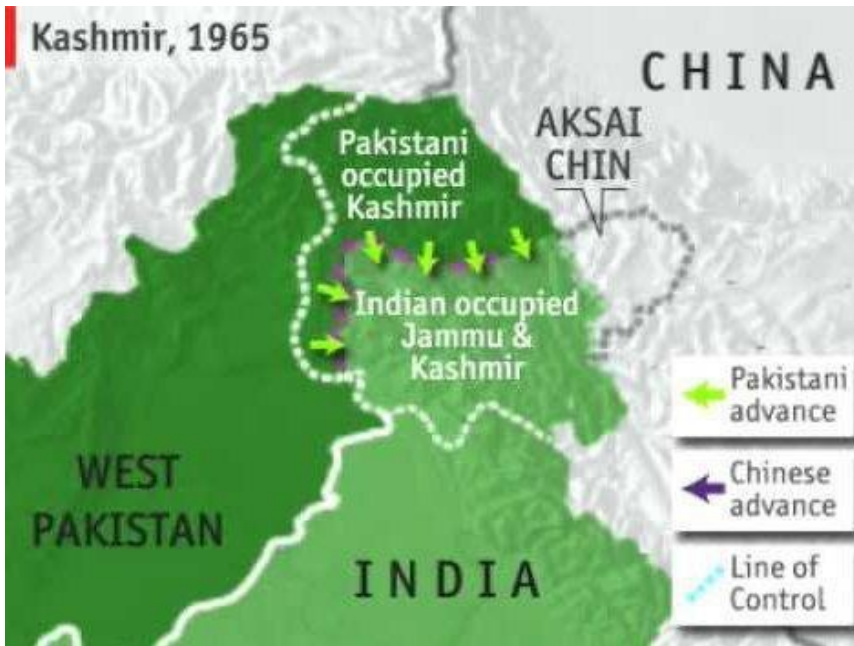 Kashmir, 1965
CHINA
AKSAI
CHIN
Pakistani
occupied
Kashmir
Indian occupied
Jammu &
Kashmir
WEST
PAKISTAN
INDIA
Pakistani
advance
Chinese
advance
Line of
Control